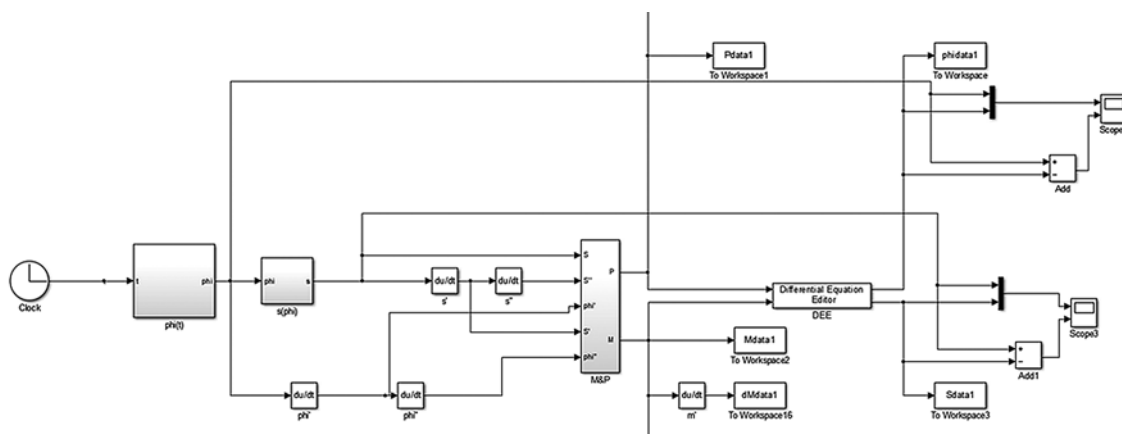 Pdata1
To Workspace1
phidata1
To Workspace
Scope
+
−
Add
Clock
t
phi
phi(t)
phi
s
s(phi)
du/dt
s'
du/dt
s''
S
S''
phi'
S'
phi''
P
M
M&P
Differential Equation
Editor
DEE
Scope3
+
−
Add1
Mdata1
To Workspace2
du/dt
phi'
du/dt
phi''
du/dt
m'
dMdata1
To Workspace16
Sdata1
To Workspace3